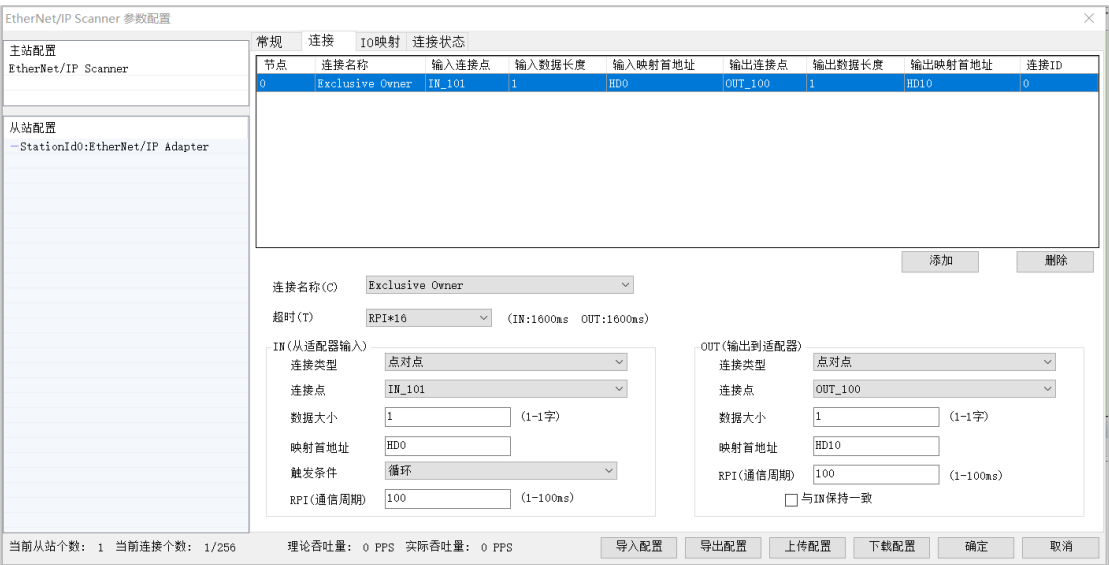 EtherNet/IP Scanner 参数配置
主站配置
EtherNet/IP Scanner
从站配置
StationId0:EtherNet/IP Adapter
常规 连接 IO映射 连接状态
节点 连接名称 输入连接点 输入数据长度 输入映射首地址 输出连接点 输出数据长度 输出映射首地址 连接ID
0 Exclusive Owner IN_101 1 HD0 OUT_100 1 HD10 0
添加 删除
连接名称(C) Exclusive Owner
超时(T) RPI*16 (IN:1600ms OUT:1600ms)
IN(从适配器输入)
连接类型 点对点
连接点 IN_101
数据大小 1 (1-1字)
映射首地址 HD0
触发条件 循环
RPI(通信周期) 100 (1-100ms)
OUT(输出到适配器)
连接类型 点对点
连接点 OUT_100
数据大小 1 (1-1字)
映射首地址 HD10
RPI(通信周期) 100 (1-100ms)
与IN保持一致
当前从站个数: 1 当前连接个数: 1/256 理论吞吐量: 0 PPS 实际吞吐量: 0 PPS 导入配置 导出配置 上传配置 下载配置 确定 取消